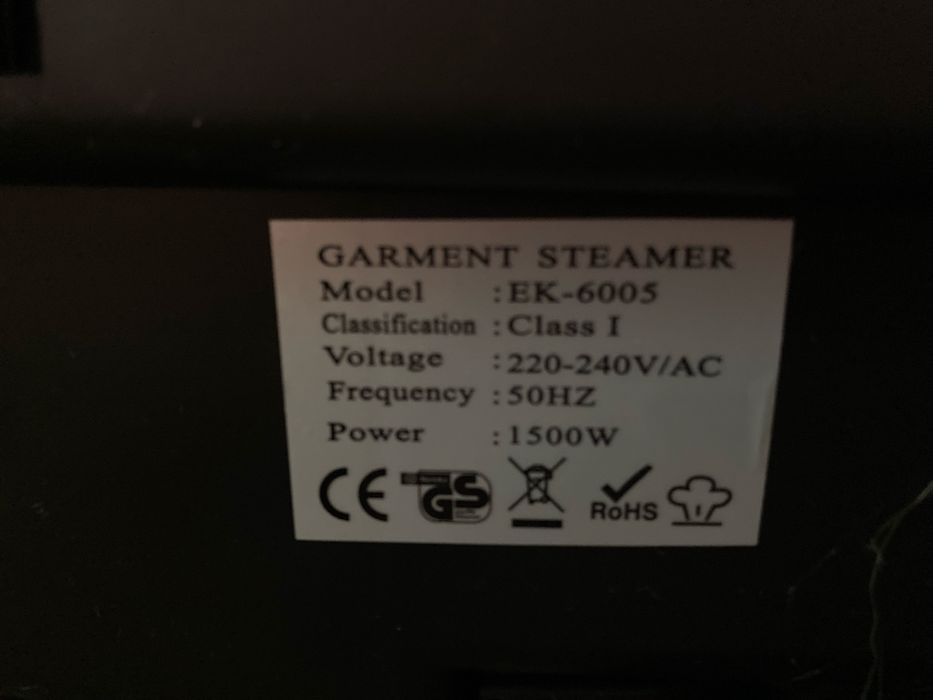 GARMENT STEAMER
Model : EK-6005
Classification : Class I
Voltage : 220-240V/AC
Frequency : 50HZ
Power : 1500W
CE GS RoHS